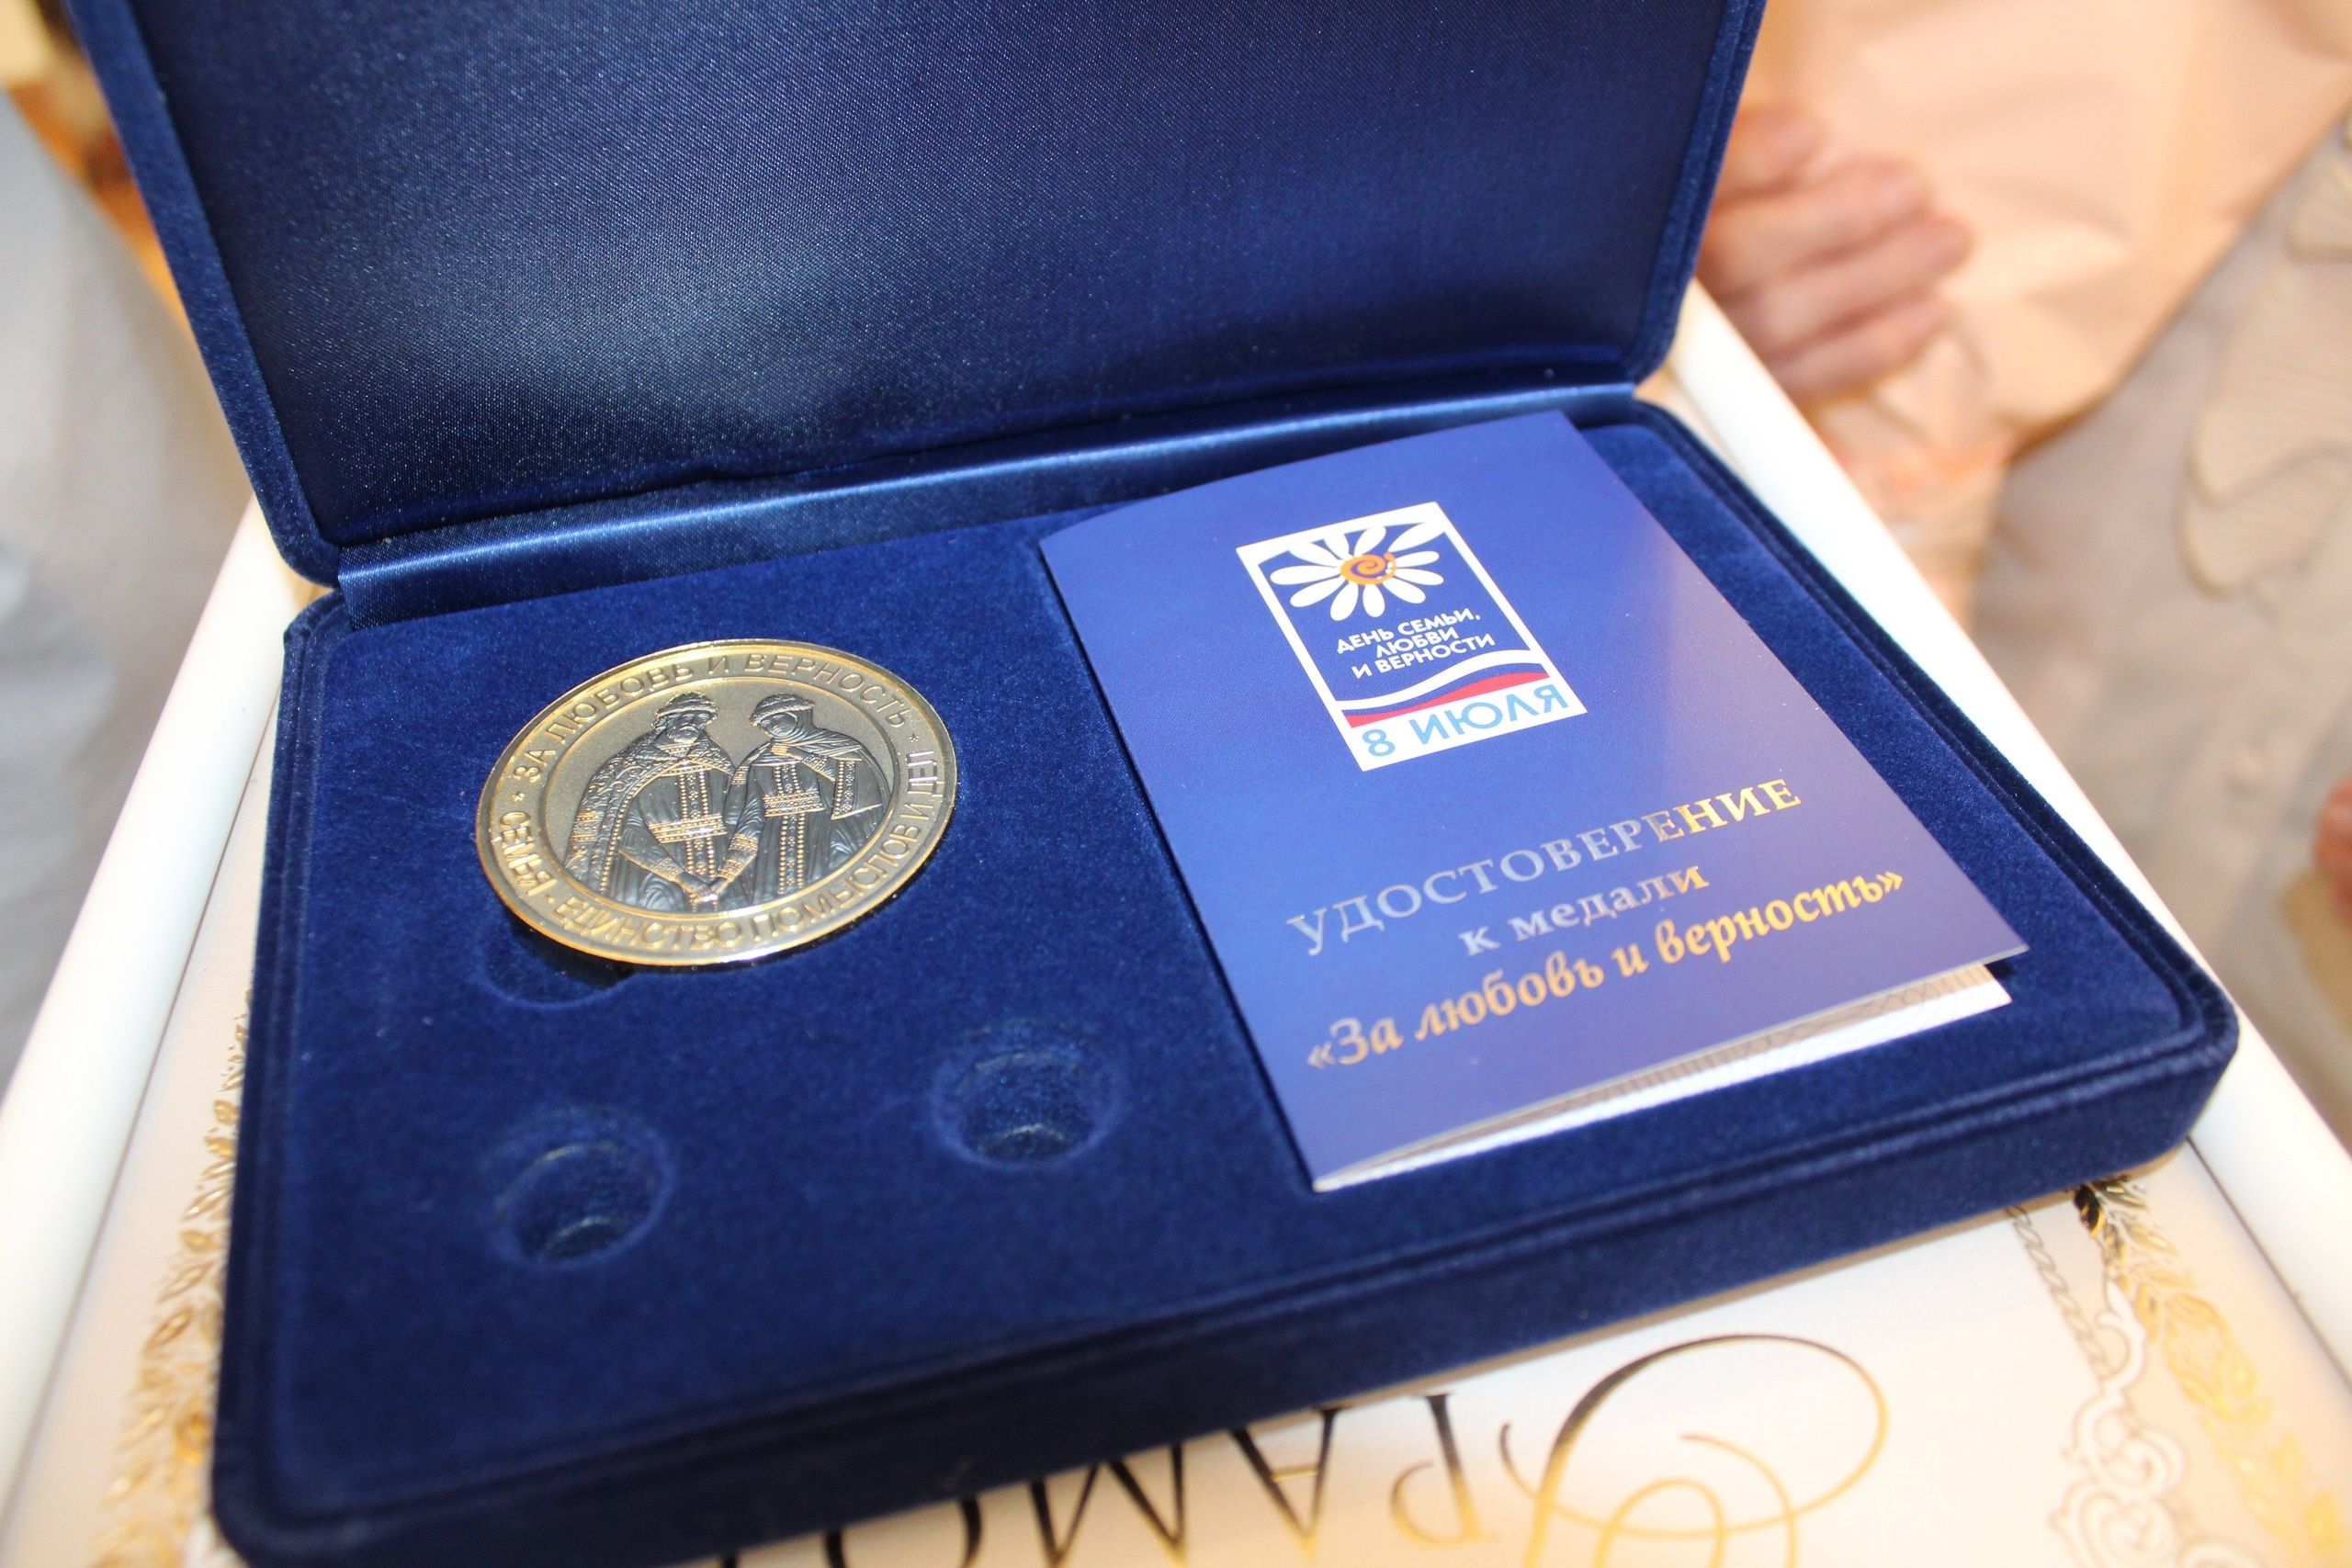 · ЗА ЛЮБОВЬ И ВЕРНОСТЬ ·
СЕМЬЯ · ЕДИНСТВО ПОМЫСЛОВ И ДЕЛ
ДЕНЬ СЕМЬИ,
ЛЮБВИ
И ВЕРНОСТИ
8 ИЮЛЯ
УДОСТОВЕРЕНИЕ
к медали
«За любовь и верность»